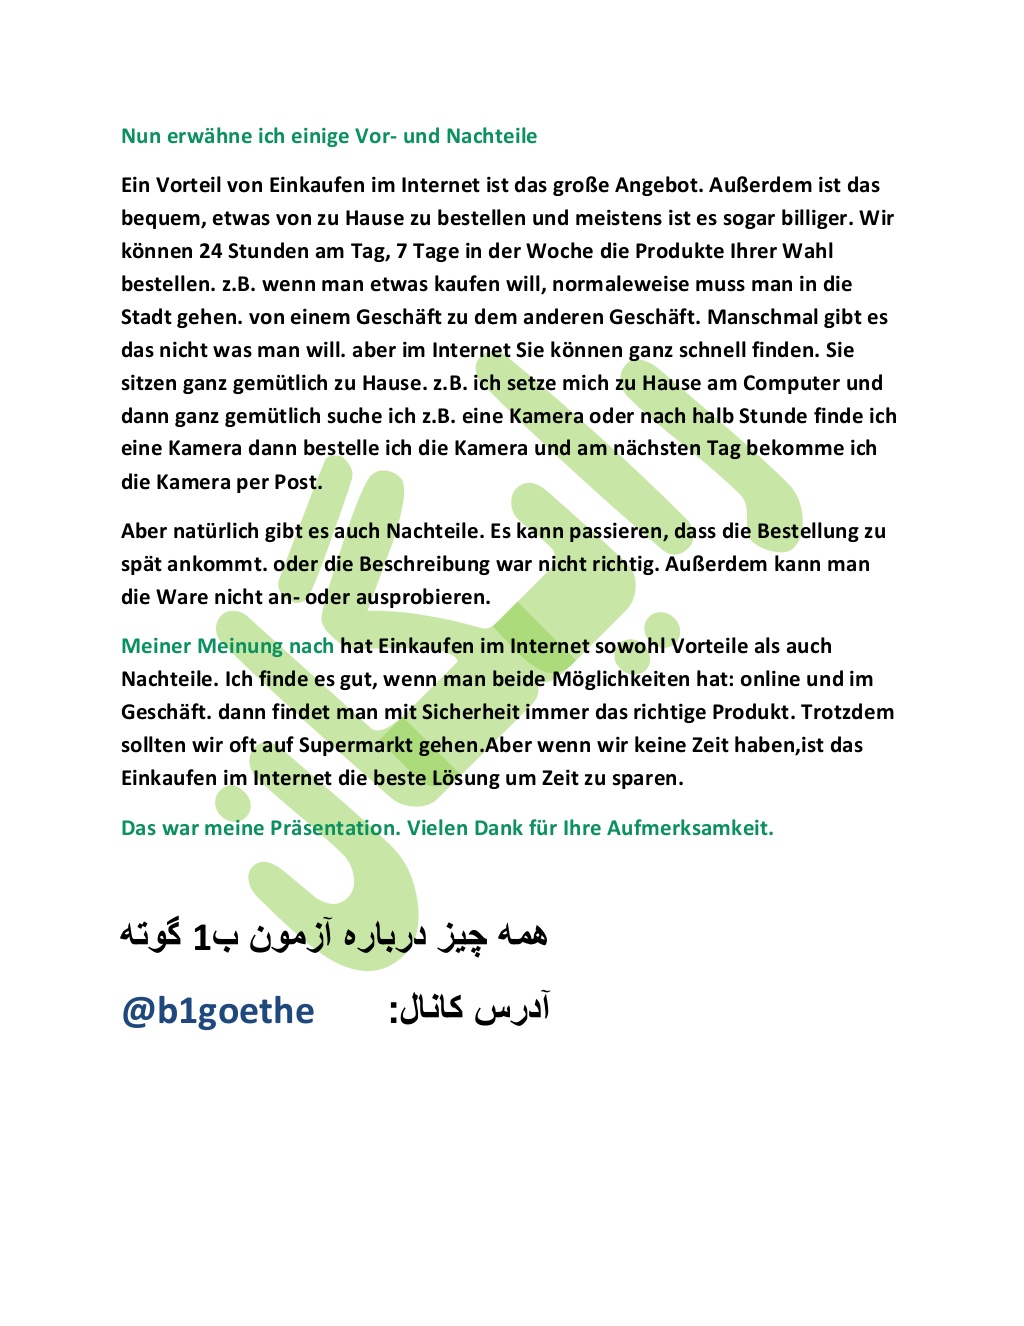 Nun erwähne ich einige Vor- und Nachteile
Ein Vorteil von Einkaufen im Internet ist das große Angebot. Außerdem ist das
bequem, etwas von zu Hause zu bestellen und meistens ist es sogar billiger. Wir
können 24 Stunden am Tag, 7 Tage in der Woche die Produkte Ihrer Wahl
bestellen. z.B. wenn man etwas kaufen will, normaleweise muss man in die
Stadt gehen. von einem Geschäft zu dem anderen Geschäft. Manschmal gibt es
das nicht was man will. aber im Internet Sie können ganz schnell finden. Sie
sitzen ganz gemütlich zu Hause. z.B. ich setze mich zu Hause am Computer und
dann ganz gemütlich suche ich z.B. eine Kamera oder nach halb Stunde finde ich
eine Kamera dann bestelle ich die Kamera und am nächsten Tag bekomme ich
die Kamera per Post.
Aber natürlich gibt es auch Nachteile. Es kann passieren, dass die Bestellung zu
spät ankommt. oder die Beschreibung war nicht richtig. Außerdem kann man
die Ware nicht an- oder ausprobieren.
Meiner Meinung nach hat Einkaufen im Internet sowohl Vorteile als auch
Nachteile. Ich finde es gut, wenn man beide Möglichkeiten hat: online und im
Geschäft. dann findet man mit Sicherheit immer das richtige Produkt. Trotzdem
sollten wir oft auf Supermarkt gehen.Aber wenn wir keine Zeit haben,ist das
Einkaufen im Internet die beste Lösung um Zeit zu sparen.
Das war meine Präsentation. Vielen Dank für Ihre Aufmerksamkeit.
همه چیز درباره آزمون ب1 گوته
آدرس کانال: @b1goethe
رایگان